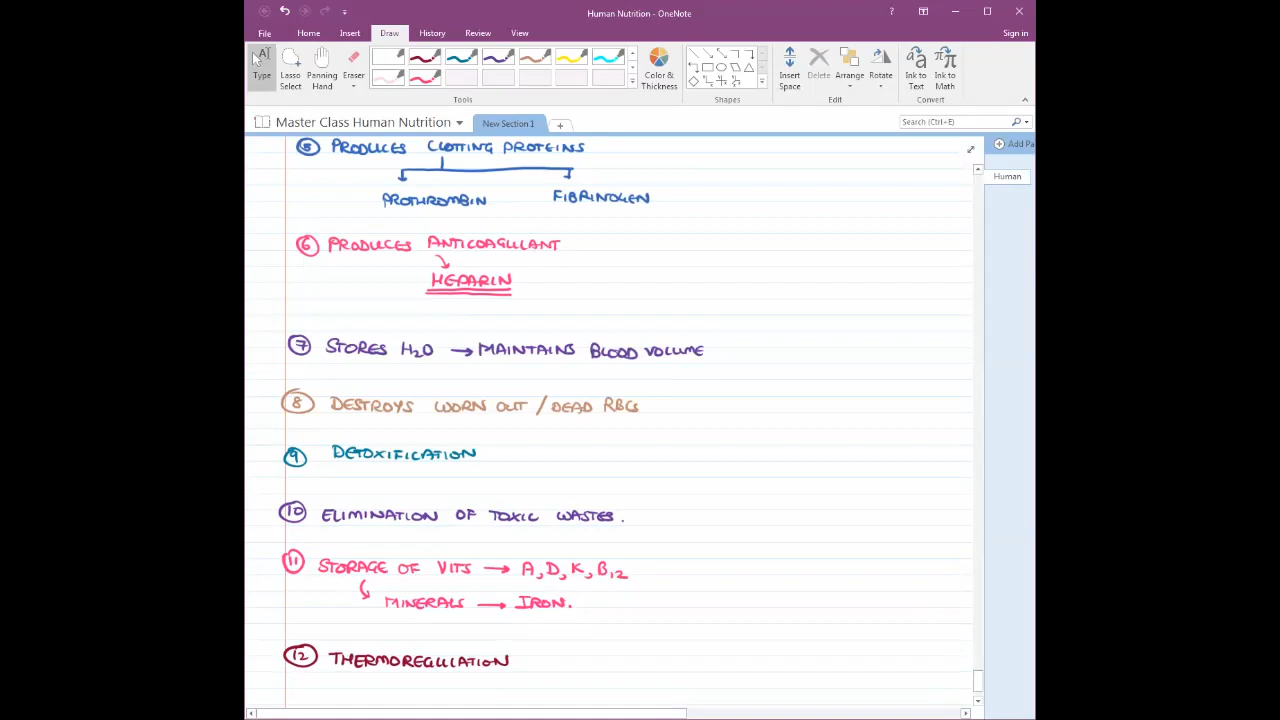 Human Nutrition - OneNote
File Home Insert Draw History Review View Sign in
Type Lasso Select Panning Hand Eraser Color & Thickness Insert Space Delete Arrange Rotate Ink to Text Ink to Math
Tools Shapes Edit Convert
Master Class Human Nutrition New Section 1 Search (Ctrl+E)
Add Pa
Human
5 PRODUCES CLOTTING PROTEINS
PROTHROMBIN FIBRINOGEN
6 PRODUCES ANTICOAGULANT
HEPARIN
7 STORES H2O → MAINTAINS BLOOD VOLUME
8 DESTROYS WORN OUT / DEAD RBCs
9 DETOXIFICATION
10 ELIMINATION OF TOXIC WASTES.
11 STORAGE OF VITS → A, D, K, B12
MINERALS → IRON.
12 THERMOREGULATION